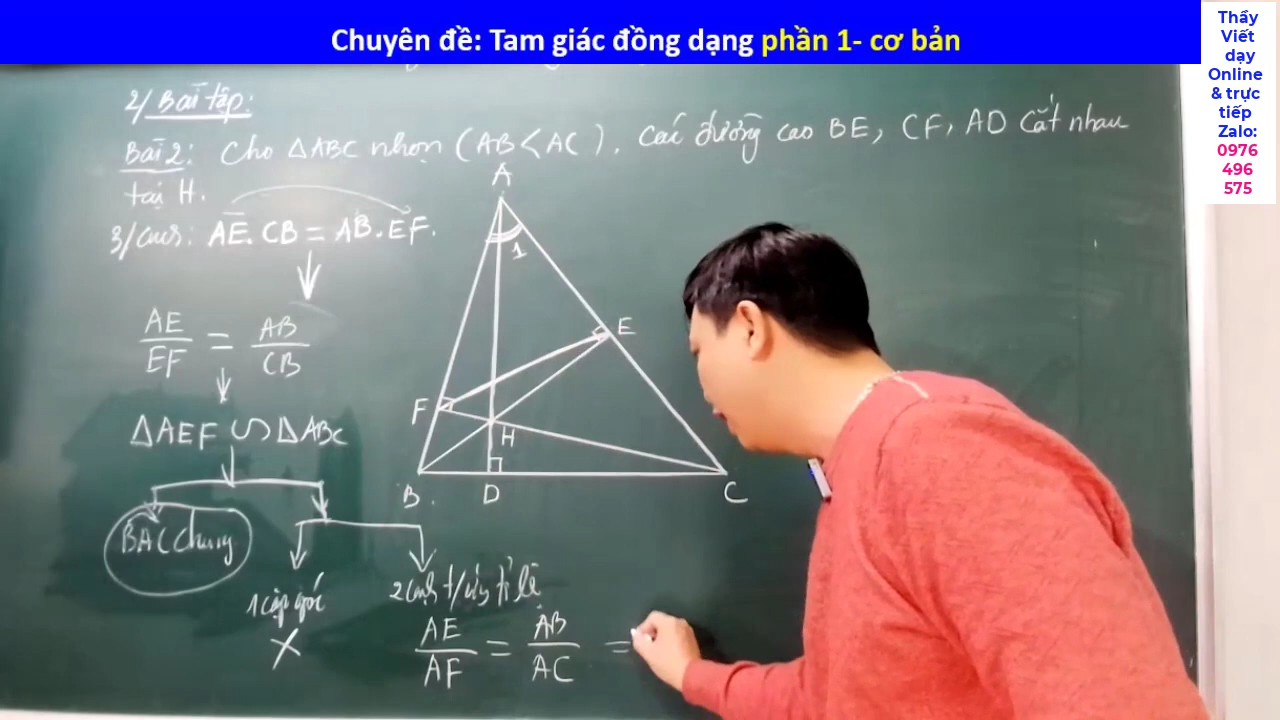 Chuyên đề: Tam giác đồng dạng phần 1- cơ bản
Thầy
Viết
dạy
Online
& trực
tiếp
Zalo:
0976
496
575
2/ Bài tập:
Bài 2: Cho ΔABC nhọn (AB < AC). Các đường cao BE, CF, AD cắt nhau
tại H.
3/ cm: AE. CB = AB. EF.
AE/EF = AB/CB
ΔAEF ∽ ΔABC
BAC chung
1 cặp góc
X
2 cạnh t/ứng tỉ lệ
AE/AF = AB/AC =
A
1
E
F
H
B
D
C